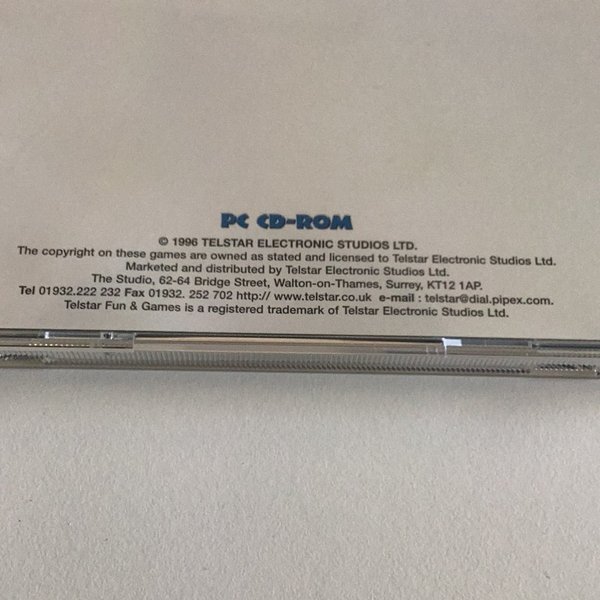 PC CD-ROM
© 1996 TELSTAR ELECTRONIC STUDIOS LTD.
The copyright on these games are owned as stated and licensed to Telstar Electronic Studios Ltd.
Marketed and distributed by Telstar Electronic Studios Ltd.
The Studio, 62-64 Bridge Street, Walton-on-Thames, Surrey, KT12 1AP.
Tel 01932.222 232 Fax 01932. 252 702 http:// www.telstar.co.uk e-mail : telstar@dial.pipex.com.
Telstar Fun & Games is a registered trademark of Telstar Electronic Studios Ltd.